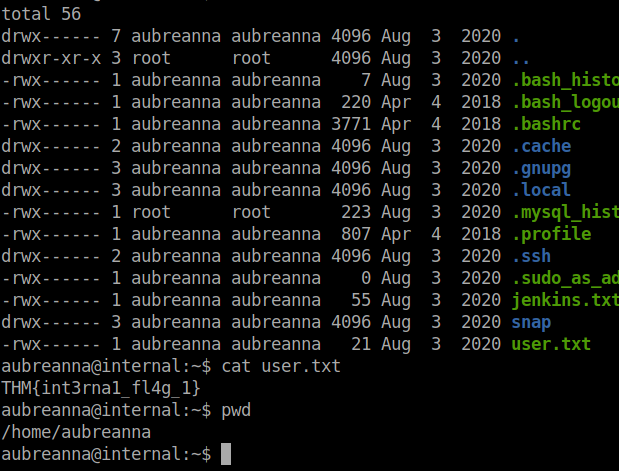 total 56
drwx------ 7 aubreanna aubreanna 4096 Aug  3  2020 .
drwxr-xr-x 3 root      root      4096 Aug  3  2020 ..
-rwx------ 1 aubreanna aubreanna    7 Aug  3  2020 .bash_histo
-rwx------ 1 aubreanna aubreanna  220 Apr  4  2018 .bash_logou
-rwx------ 1 aubreanna aubreanna 3771 Apr  4  2018 .bashrc
drwx------ 2 aubreanna aubreanna 4096 Aug  3  2020 .cache
drwx------ 3 aubreanna aubreanna 4096 Aug  3  2020 .gnupg
drwx------ 3 aubreanna aubreanna 4096 Aug  3  2020 .local
-rwx------ 1 root      root       223 Aug  3  2020 .mysql_hist
-rwx------ 1 aubreanna aubreanna  807 Apr  4  2018 .profile
drwx------ 2 aubreanna aubreanna 4096 Aug  3  2020 .ssh
-rwx------ 1 aubreanna aubreanna    0 Aug  3  2020 .sudo_as_ad
-rwx------ 1 aubreanna aubreanna   55 Aug  3  2020 jenkins.txt
drwx------ 3 aubreanna aubreanna 4096 Aug  3  2020 snap
-rwx------ 1 aubreanna aubreanna   21 Aug  3  2020 user.txt
aubreanna@internal:~$ cat user.txt
THM{int3rna1_fl4g_1}
aubreanna@internal:~$ pwd
/home/aubreanna
aubreanna@internal:~$